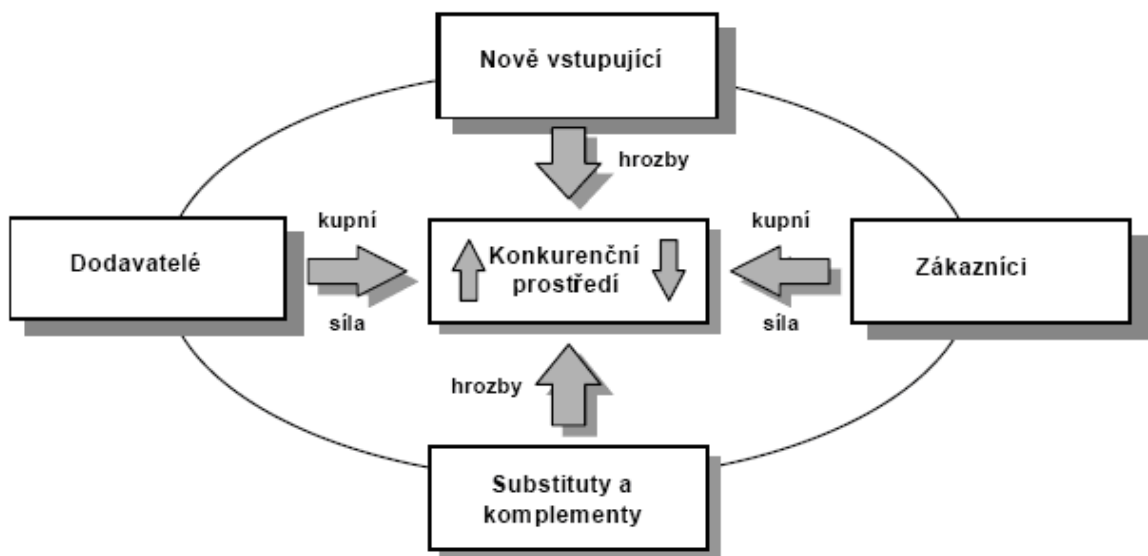 Nově vstupující
hrozby
kupní
síla
Dodavatelé
Konkurenční
prostředí
kupní
síla
Zákazníci
hrozby
Substituty a
komplementy